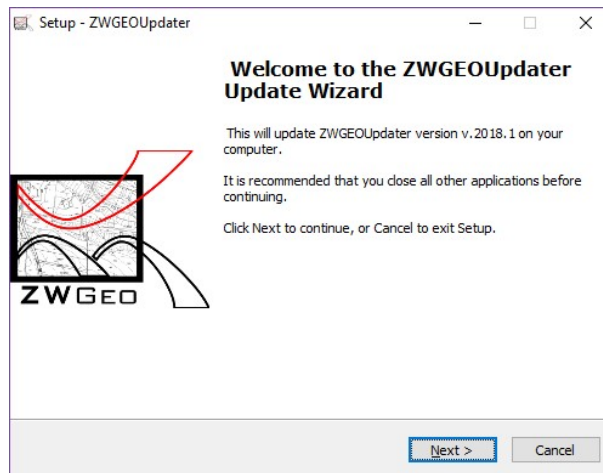 Setup - ZWGEOUpdater
Welcome to the ZWGEOUpdater
Update Wizard
This will update ZWGEOUpdater version v.2018.1 on your
computer.
It is recommended that you close all other applications before
continuing.
Click Next to continue, or Cancel to exit Setup.
ZWGEO
Next >
Cancel